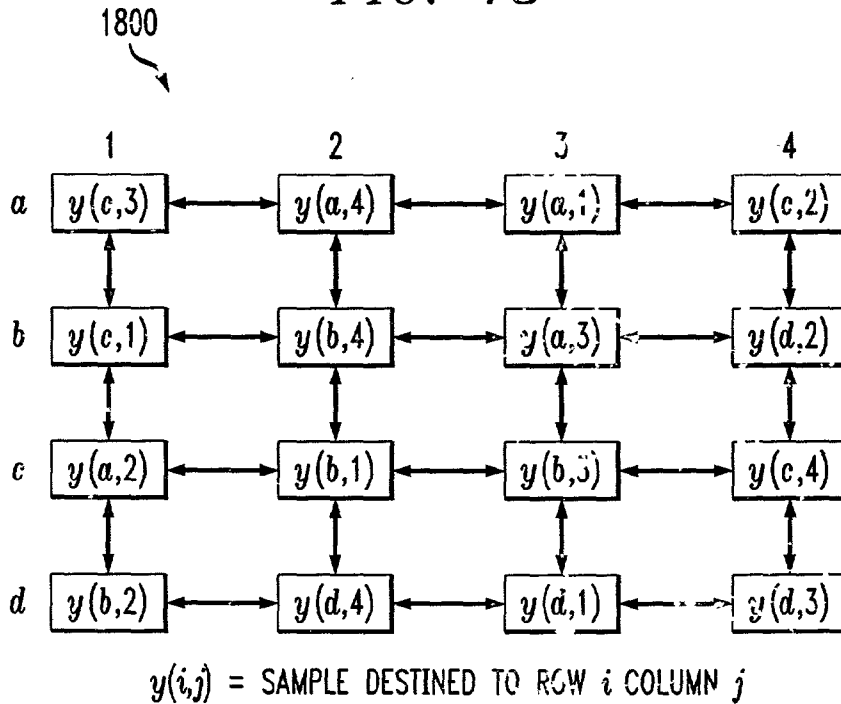 FIG.
1800
1 2 3 4
a y(c,3) y(a,4) y(a,1) y(c,2)
b y(c,1) y(b,4) y(a,3) y(d,2)
c y(a,2) y(b,1) y(b,3) y(c,4)
d y(b,2) y(d,4) y(d,1) y(d,3)
y(i,j) = SAMPLE DESTINED TO ROW i COLUMN j